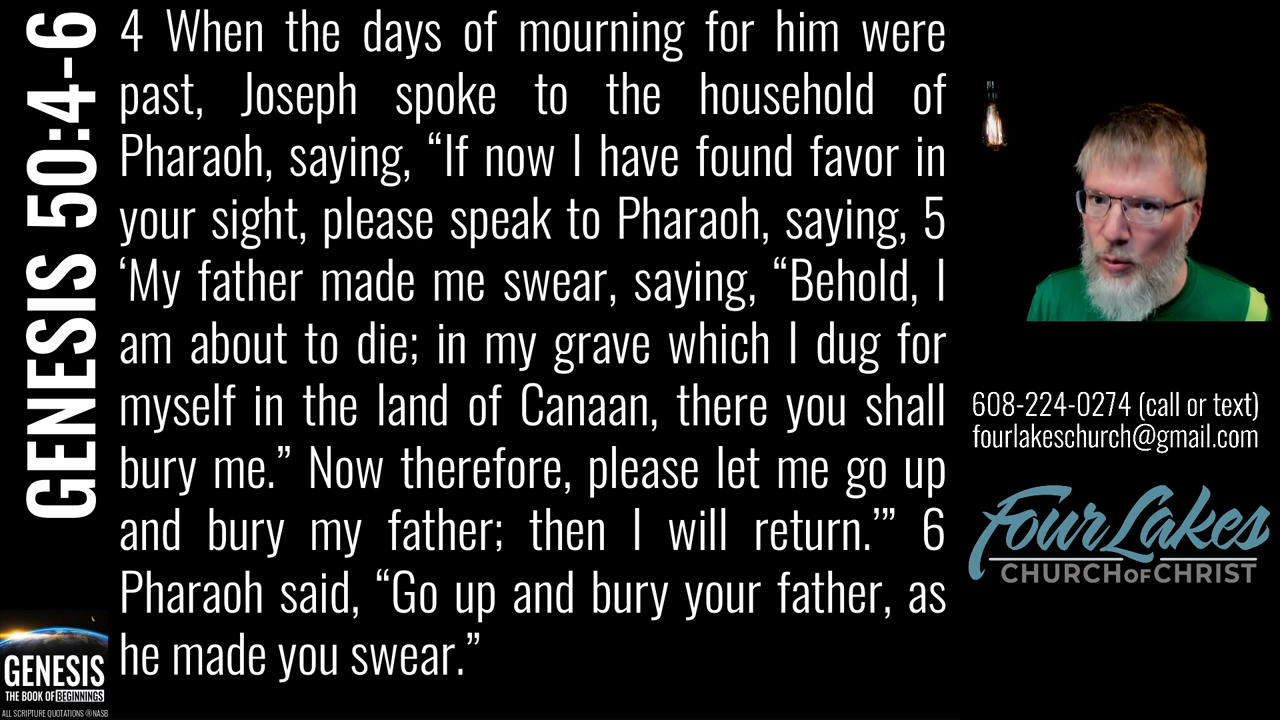 GENESIS 50:4-6
4 When the days of mourning for him were
past, Joseph spoke to the household of
Pharaoh, saying, “If now I have found favor in
your sight, please speak to Pharaoh, saying, 5
‘My father made me swear, saying, “Behold, I
am about to die; in my grave which I dug for
myself in the land of Canaan, there you shall
bury me.” Now therefore, please let me go up
and bury my father; then I will return.’” 6
Pharaoh said, “Go up and bury your father, as
he made you swear.”
608-224-0274 (call or text)
fourlakeschurch@gmail.com
Four Lakes
CHURCH OF CHRIST
GENESIS
THE BOOK OF BEGINNINGS
ALL SCRIPTURE QUOTATIONS ®NASB